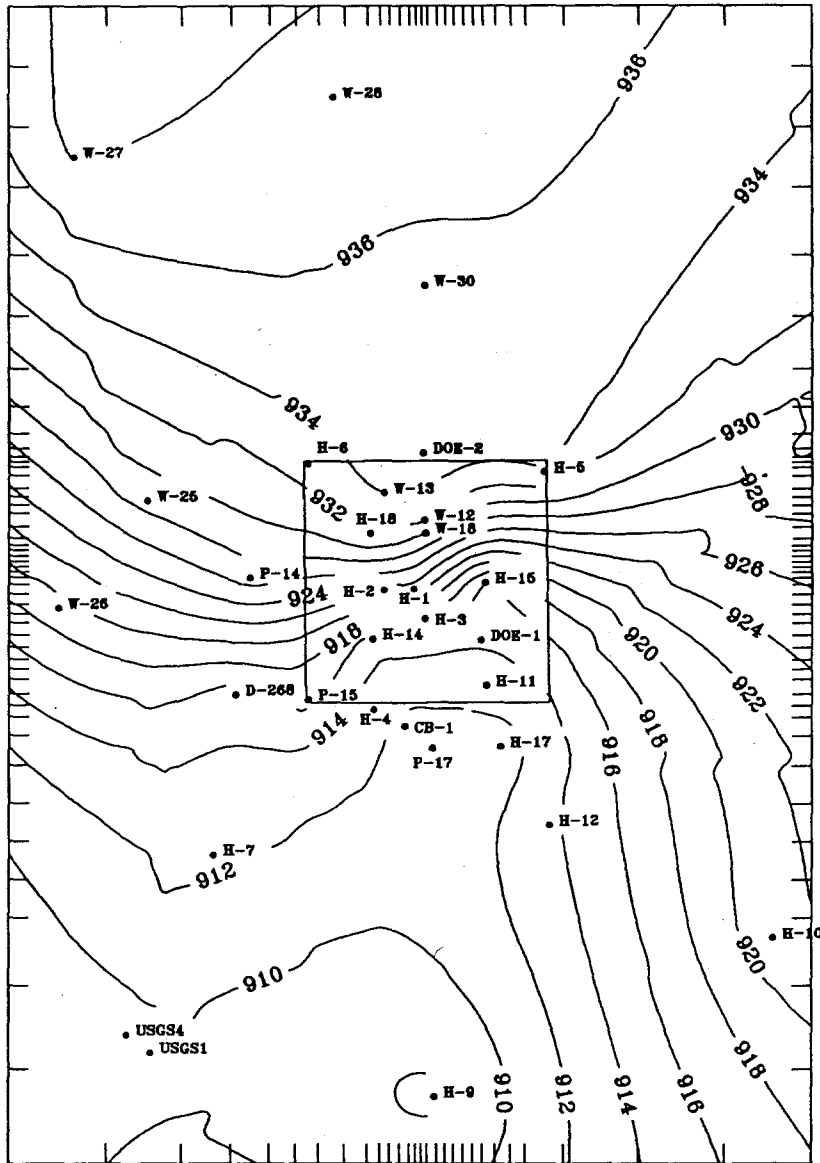 936
W-28
W-27
934
936
W-30
934
930
H-6
DOE-2
H-5
928
W-13
W-25
932
W-12
H-18
W-18
926
P-14
H-15
H-2
H-1
924
W-26
924
H-3
918
H-14
DOE-1
920
922
H-11
D-268
P-15
918
914
H-4
CB-1
916
H-17
P-17
H-12
H-7
912
H-10
920
910
USGS4
USGS1
918
H-9
910
912
914
916